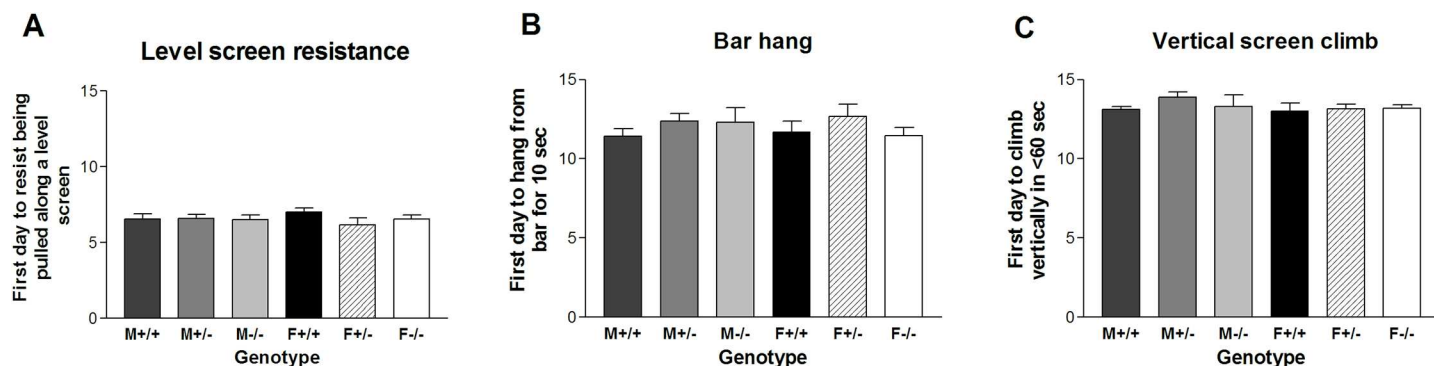 A
Level screen resistance
First day to resist being
pulled along a level
screen
15
10
5
0
M+/+ M+/- M-/- F+/+ F+/- F-/-
Genotype
B
Bar hang
First day to hang from
bar for 10 sec
15
10
5
0
M+/+ M+/- M-/- F+/+ F+/- F-/-
Genotype
C
Vertical screen climb
First day to climb
vertically in <60 sec
15
10
5
0
M+/+ M+/- M-/- F+/+ F+/- F-/-
Genotype